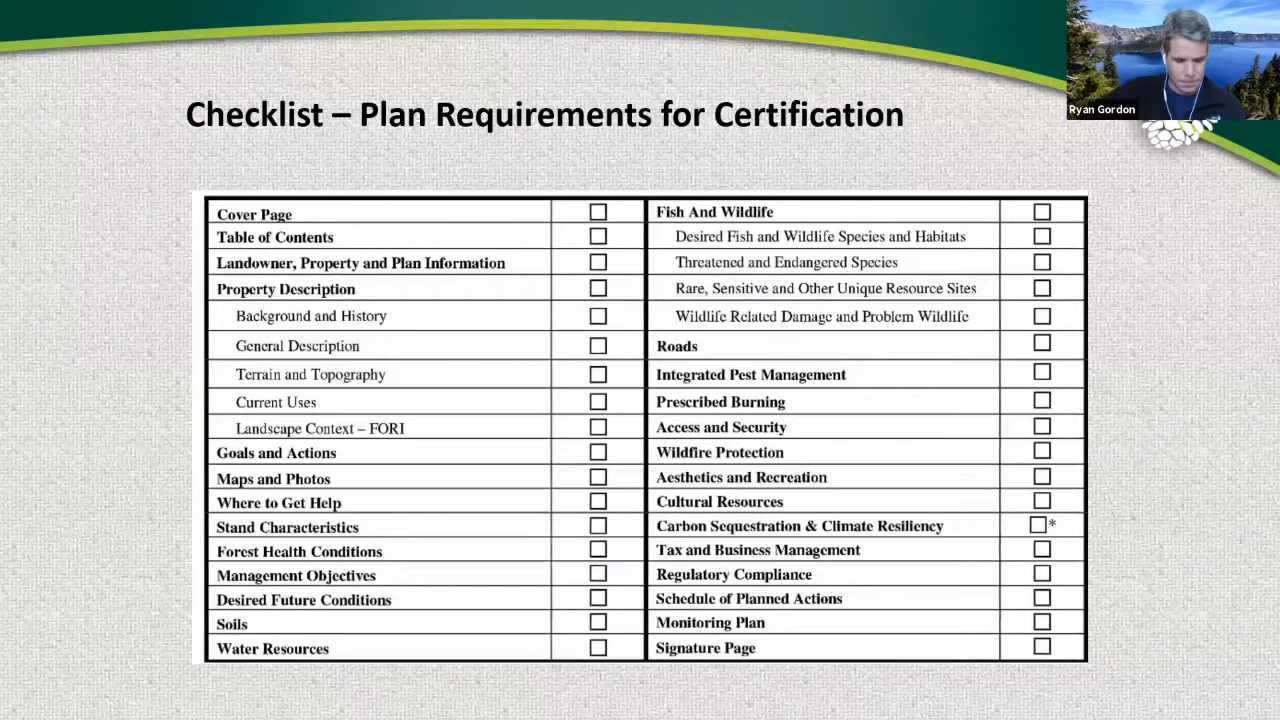 Ryan Gordon
Checklist – Plan Requirements for Certification
Cover Page
Table of Contents
Landowner, Property and Plan Information
Property Description
Background and History
General Description
Terrain and Topography
Current Uses
Landscape Context – FORI
Goals and Actions
Maps and Photos
Where to Get Help
Stand Characteristics
Forest Health Conditions
Management Objectives
Desired Future Conditions
Soils
Water Resources
Fish And Wildlife
Desired Fish and Wildlife Species and Habitats
Threatened and Endangered Species
Rare, Sensitive and Other Unique Resource Sites
Wildlife Related Damage and Problem Wildlife
Roads
Integrated Pest Management
Prescribed Burning
Access and Security
Wildfire Protection
Aesthetics and Recreation
Cultural Resources
Carbon Sequestration & Climate Resiliency *
Tax and Business Management
Regulatory Compliance
Schedule of Planned Actions
Monitoring Plan
Signature Page